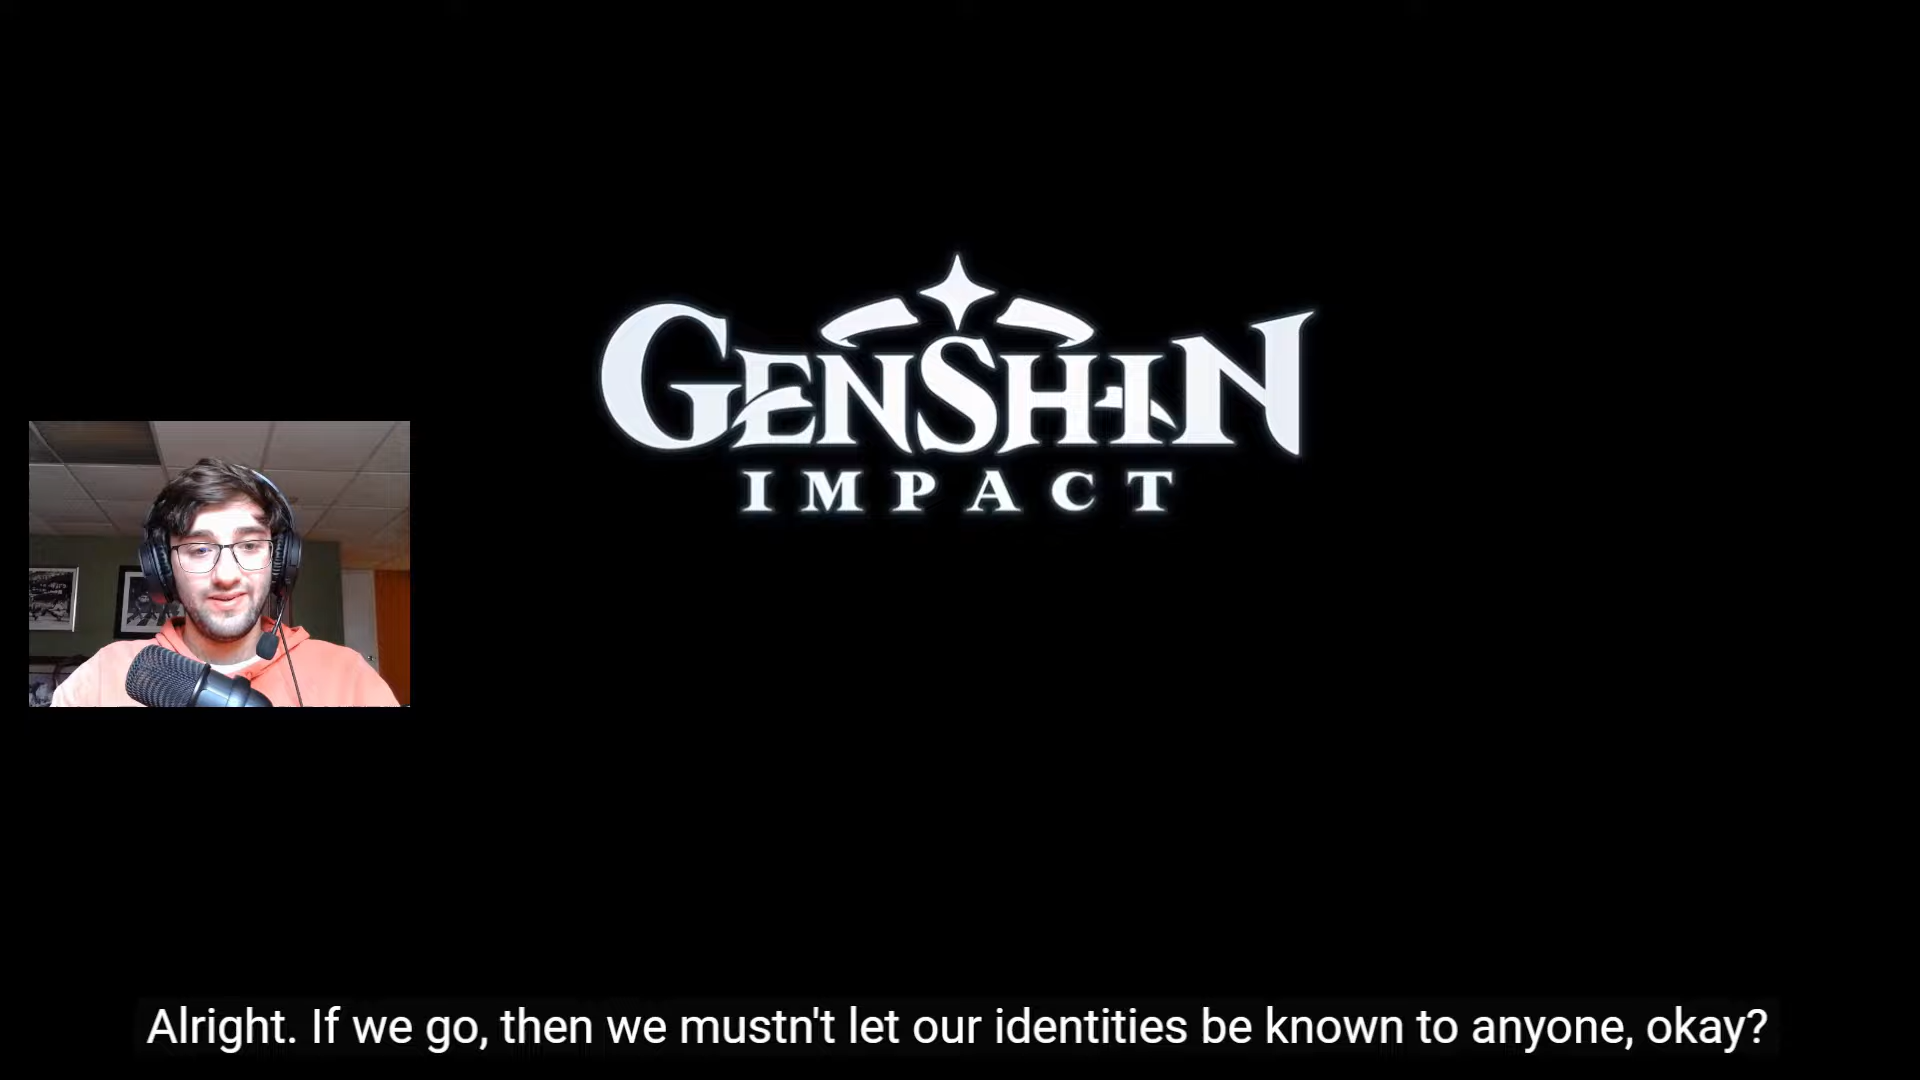 GENSHIN
IMPACT
Alright. If we go, then we mustn't let our identities be known to anyone, okay?